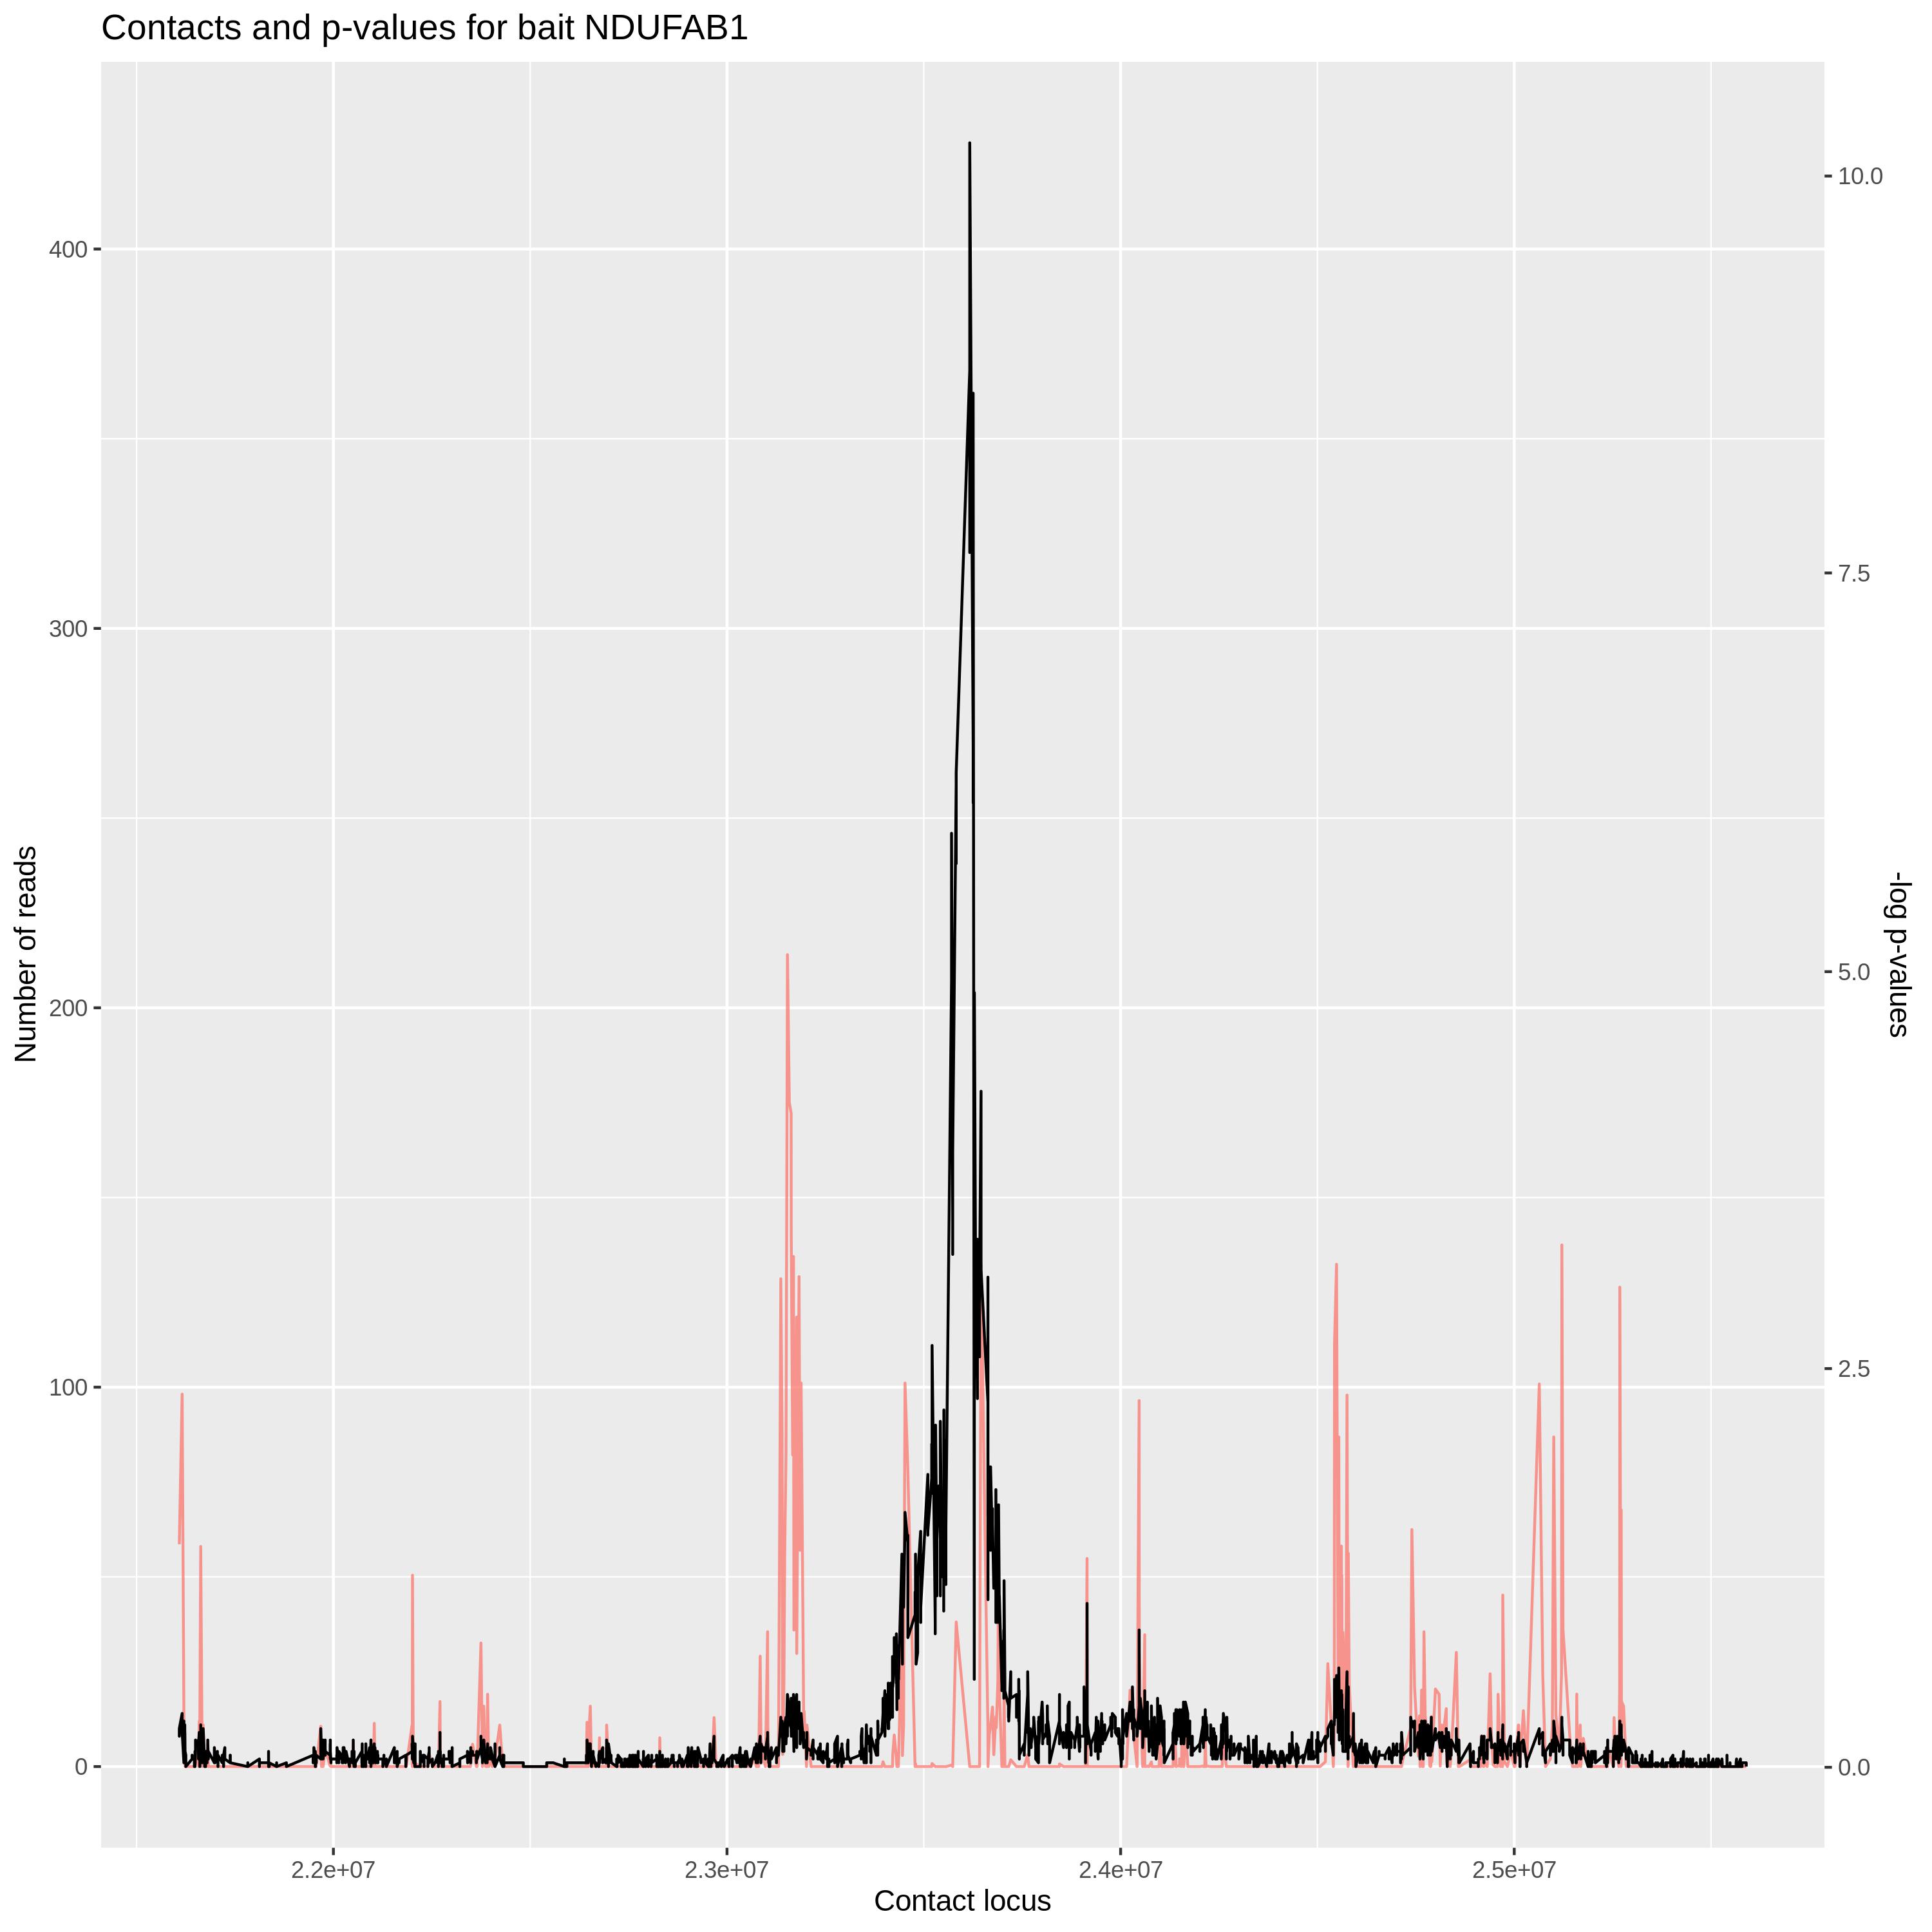 Contacts and p-values for bait NDUFAB1
Number of reads
400
300
200
100
0
10.0
7.5
5.0
2.5
0.0
-log p-values
2.2e+07
2.3e+07
2.4e+07
2.5e+07
Contact locus